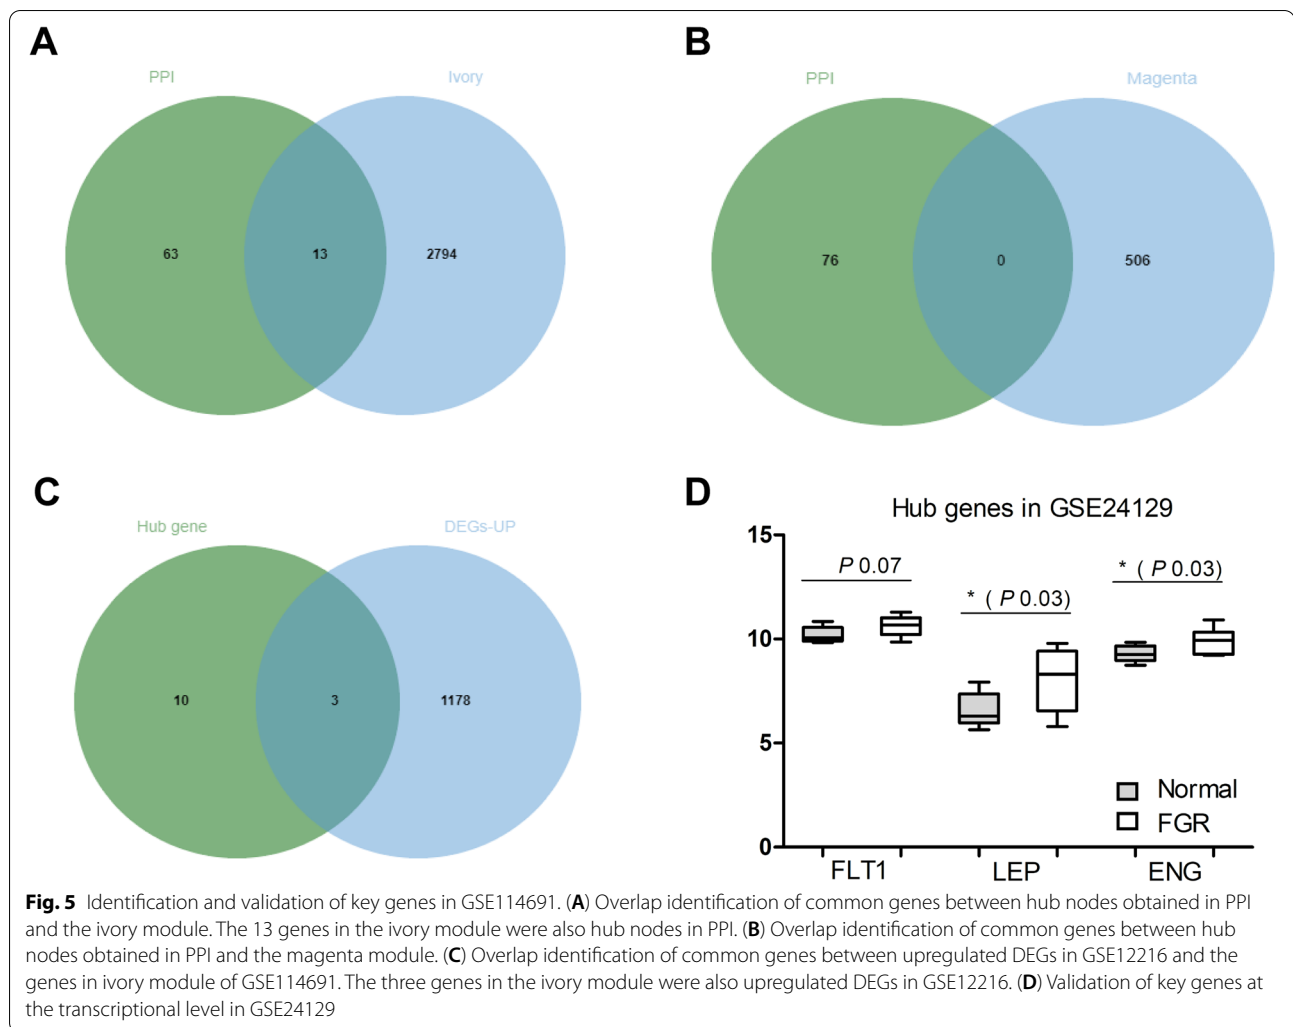 A
PPI
Ivory
63
13
2794
B
PPI
Magenta
76
0
506
C
Hub gene
DEGs-UP
10
3
1178
D
Hub genes in GSE24129
15
10
5
0
P 0.07
* ( P 0.03)
* ( P 0.03)
Normal
FGR
FLT1
LEP
ENG
Fig. 5 Identification and validation of key genes in GSE114691. (A) Overlap identification of common genes between hub nodes obtained in PPI
and the ivory module. The 13 genes in the ivory module were also hub nodes in PPI. (B) Overlap identification of common genes between hub
nodes obtained in PPI and the magenta module. (C) Overlap identification of common genes between upregulated DEGs in GSE12216 and the
genes in ivory module of GSE114691. The three genes in the ivory module were also upregulated DEGs in GSE12216. (D) Validation of key genes at
the transcriptional level in GSE24129